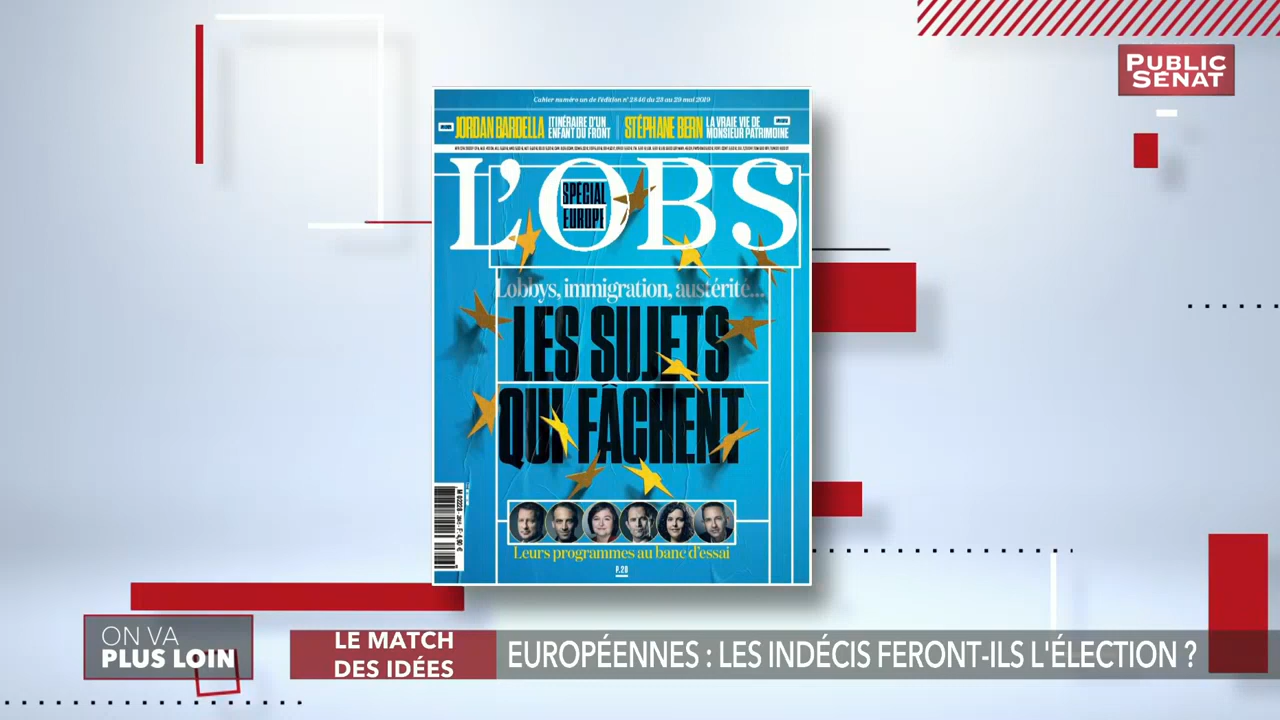 PUBLIC
SÉNAT
Cahier numéro un de l'édition n° 2846 du 23 au 29 mai 2019
JORDAN BARDELLA ITINÉRAIRE D'UN ENFANT DU FRONT
STÉPHANE BERN LA VRAIE VIE DE MONSIEUR PATRIMOINE
L'OBS
SPÉCIAL
EUROPE
Lobbys, immigration, austérité...
LES SUJETS
QUI FÂCHENT
Leurs programmes au banc d'essai
P.28
ON VA
PLUS LOIN
LE MATCH
DES IDÉES
EUROPÉENNES : LES INDÉCIS FERONT-ILS L'ÉLECTION ?